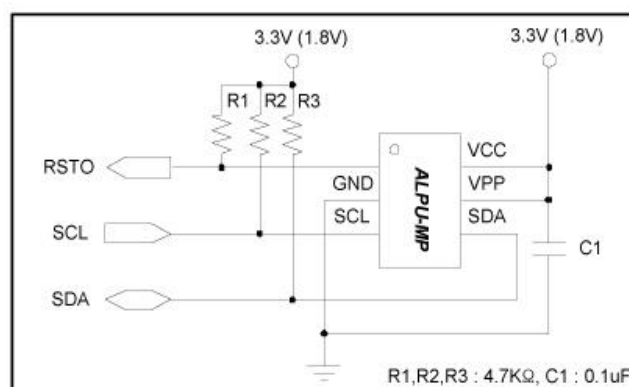 3.3V (1.8V)
3.3V (1.8V)
R1 R2 R3
RSTO
VCC
GND
VPP
SCL
SDA
ALPU-MP
SCL
C1
SDA
R1,R2,R3 : 4.7KΩ, C1 : 0.1uF